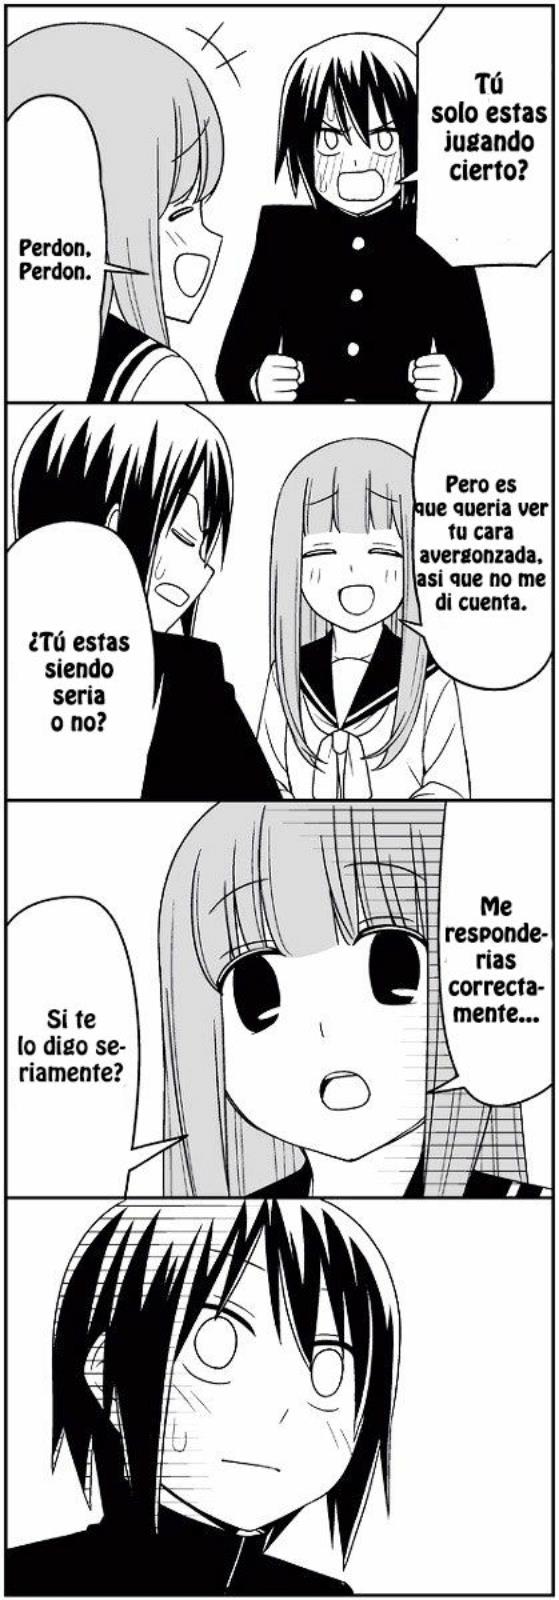 Tú
solo estas
jugando
cierto?
Perdon,
Perdon.
Pero es
que queria ver
tu cara
avergonzada,
asi que no me
di cuenta.
¿Tú estas
siendo
seria
o no?
Me
responde-
rias
correcta-
mente...
Si te
lo digo se-
riamente?